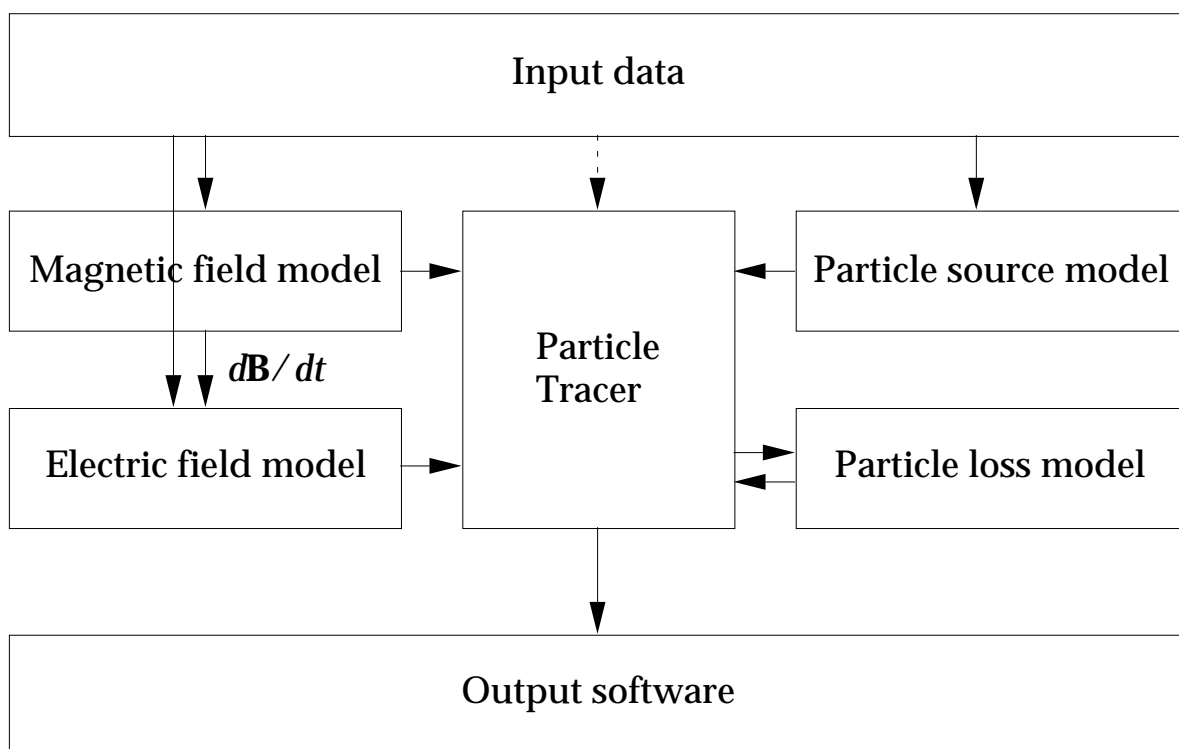 Input data
Magnetic field model
Particle source model
Particle
Tracer
dB/dt
Electric field model
Particle loss model
Output software